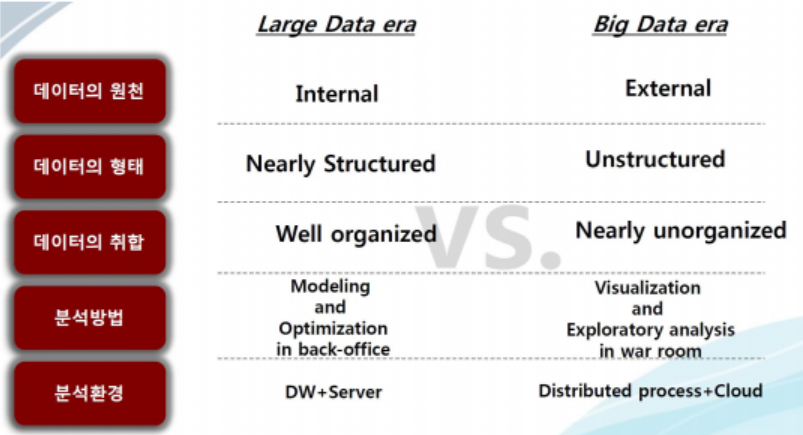 Large Data era
Big Data era
데이터의 원천
Internal
External
데이터의 형태
Nearly Structured
Unstructured
데이터의 취합
Well organized
VS.
Nearly unorganized
분석방법
Modeling
and
Optimization
in back-office
Visualization
and
Exploratory analysis
in war room
분석환경
DW+Server
Distributed process+Cloud